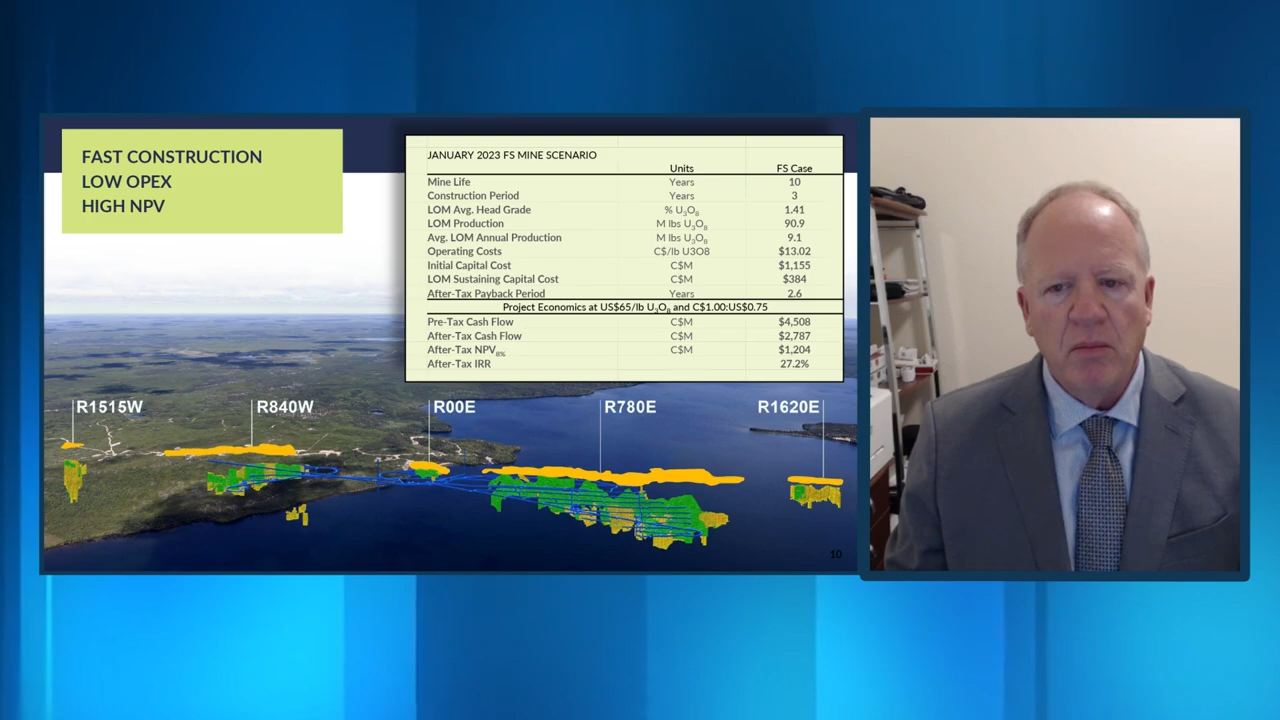 FAST CONSTRUCTION
LOW OPEX
HIGH NPV
JANUARY 2023 FS MINE SCENARIO
Units FS Case
Mine Life Years 10
Construction Period Years 3
LOM Avg. Head Grade % U₃O₈ 1.41
LOM Production M lbs U₃O₈ 90.9
Avg. LOM Annual Production M lbs U₃O₈ 9.1
Operating Costs C$/lb U3O8 $13.02
Initial Capital Cost C$M $1,155
LOM Sustaining Capital Cost C$M $384
After-Tax Payback Period Years 2.6
Project Economics at US$65/lb U₃O₈ and C$1.00:US$0.75
Pre-Tax Cash Flow C$M $4,508
After-Tax Cash Flow C$M $2,787
After-Tax NPV₈% C$M $1,204
After-Tax IRR 27.2%
R1515W R840W R00E R780E R1620E
10